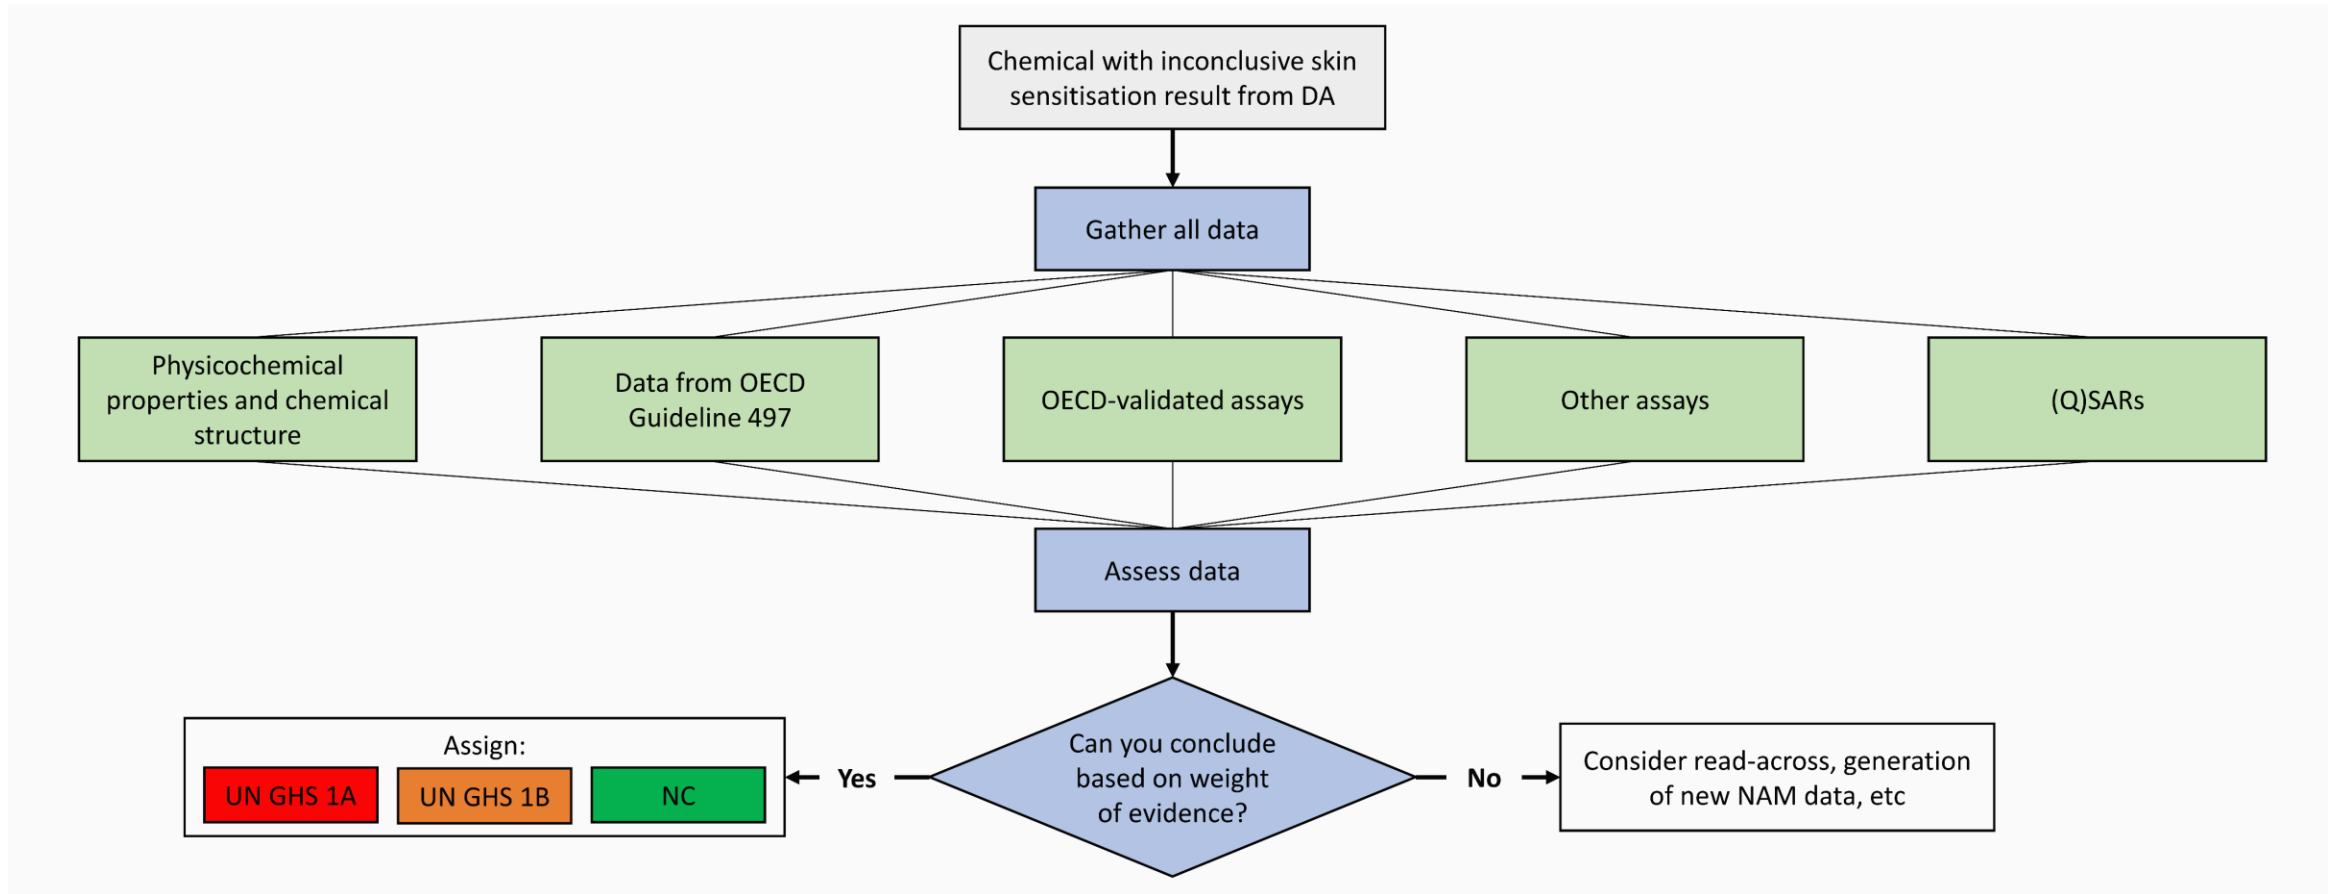 Chemical with inconclusive skin
sensitisation result from DA
Gather all data
Physicochemical
properties and chemical
structure
Data from OECD
Guideline 497
OECD-validated assays
Other assays
(Q)SARs
Assess data
Can you conclude
based on weight
of evidence?
Yes
No
Assign:
UN GHS 1A
UN GHS 1B
NC
Consider read-across, generation
of new NAM data, etc